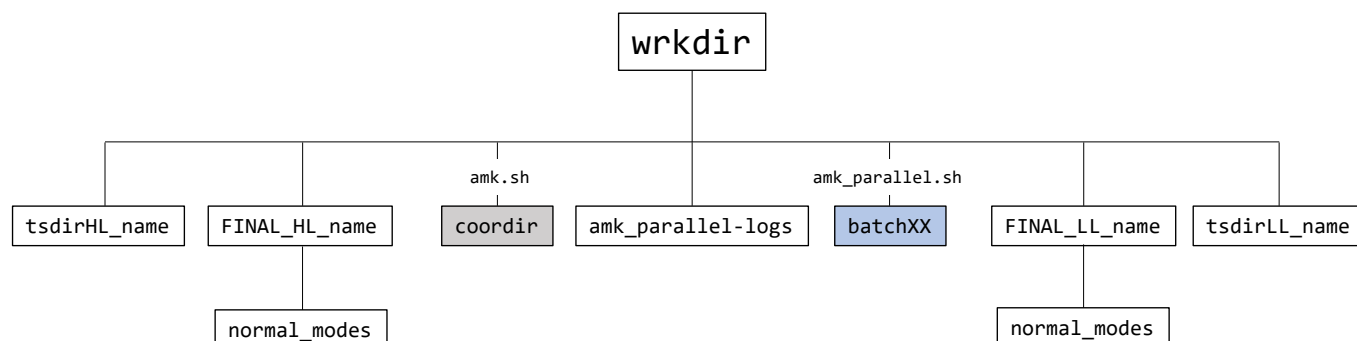 wrkdir
amk.sh
amk_parallel.sh
tsdirHL_name
FINAL_HL_name
coordir
amk_parallel-logs
batchXX
FINAL_LL_name
tsdirLL_name
normal_modes
normal_modes